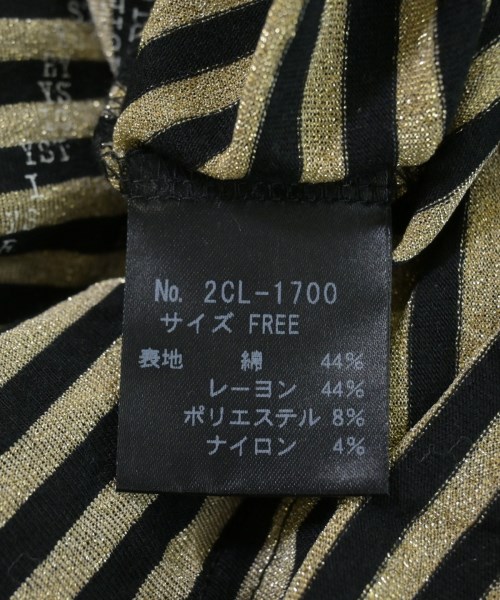 No. 2CL-1700
サイズ FREE
表地 綿 44%
レーヨン 44%
ポリエステル 8%
ナイロン 4%